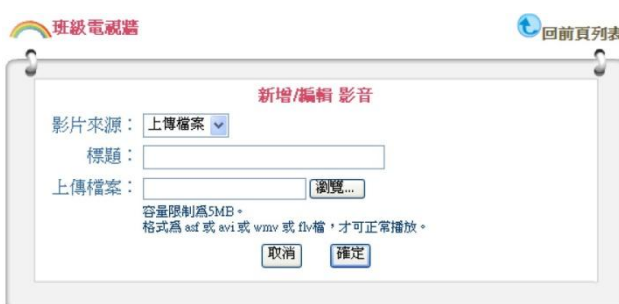 班級電視牆
回前頁列表
新增/編輯 影音
影片來源：上傳檔案
標題：
上傳檔案：瀏覽...
容量限制為5MB。
格式為 asf 或 avi 或 wmv 或 flv檔，才可正常播放。
取消 確定